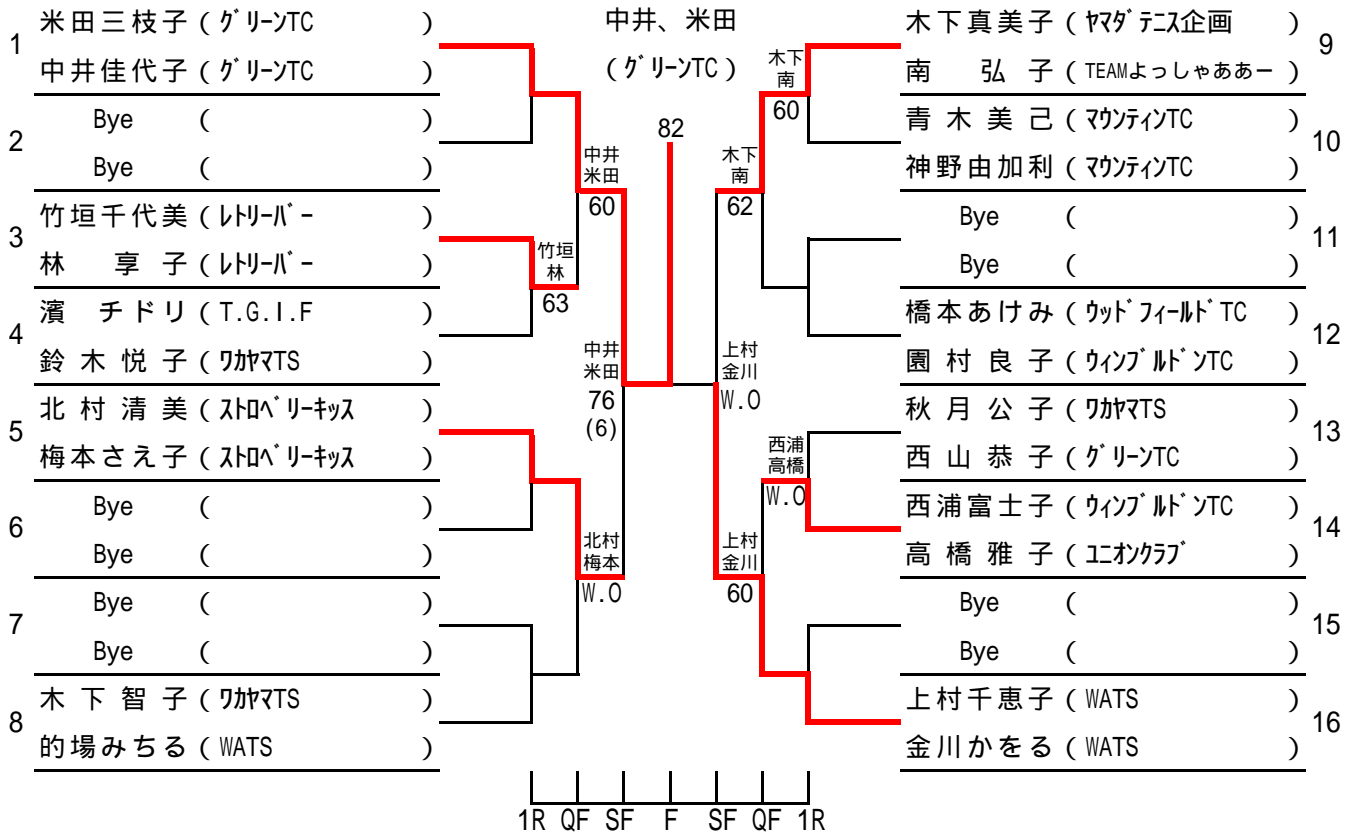 1
米田三枝子 ( グリーンTC )
中井佳代子 ( グリーンTC )
2
Bye ( )
Bye ( )
3
竹垣千代美 ( レトリーバー )
林 享 子 ( レトリーバー )
4
濱 チドリ ( T.G.I.F )
鈴 木 悦 子 ( ワカヤマTS )
5
北 村 清 美 ( ストロベリーキッス )
梅本さえ子 ( ストロベリーキッス )
6
Bye ( )
Bye ( )
7
Bye ( )
Bye ( )
8
木 下 智 子 ( ワカヤマTS )
的場みちる ( WATS )
竹垣
林
63
中井
米田
60
北村
梅本
W.O
中井
米田
76
(6)
中井、米田
( グリーンTC )
82
上村
金川
W.O
木下
南
62
上村
金川
60
木下
南
60
西浦
高橋
W.O
木下真美子 ( ヤマダテニス企画 )
南 弘 子 ( TEAMよっしゃああー )
9
青 木 美 己 ( マウンティンTC )
神野由加利 ( マウンティンTC )
10
Bye ( )
Bye ( )
11
橋本あけみ ( ウッドフィールドTC )
園 村 良 子 ( ウィンブルドンTC )
12
秋 月 公 子 ( ワカヤマTS )
西 山 恭 子 ( グリーンTC )
13
西浦富士子 ( ウィンブルドンTC )
高 橋 雅 子 ( ユニオンクラブ )
14
Bye ( )
Bye ( )
15
上村千恵子 ( WATS )
金川かをる ( WATS )
16
1R QF SF F SF QF 1R